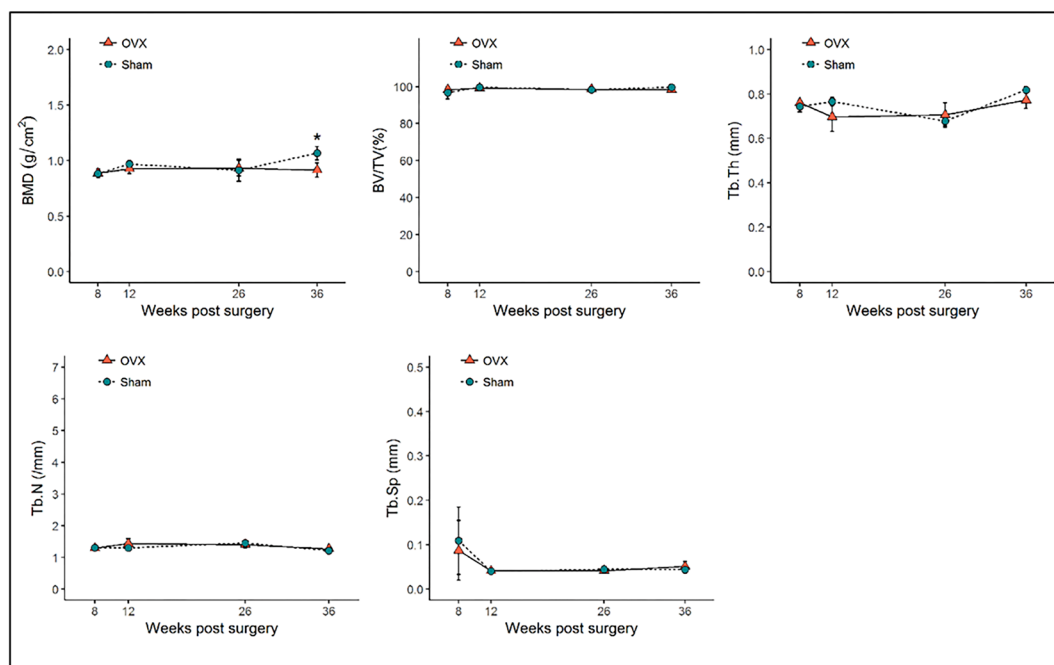 OVX
Sham
2.0
1.5
1.0
0.5
0.0
BMD (g/cm²)
*
8 12 26 36
Weeks post surgery
OVX
Sham
100
80
60
40
20
0
BV/TV(%)
8 12 26 36
Weeks post surgery
OVX
Sham
1.0
0.8
0.6
0.4
0.2
0.0
Tb.Th (mm)
8 12 26 36
Weeks post surgery
OVX
Sham
7
6
5
4
3
2
1
0
Tb.N (/mm)
8 12 26 36
Weeks post surgery
OVX
Sham
0.5
0.4
0.3
0.2
0.1
0.0
Tb.Sp (mm)
8 12 26 36
Weeks post surgery